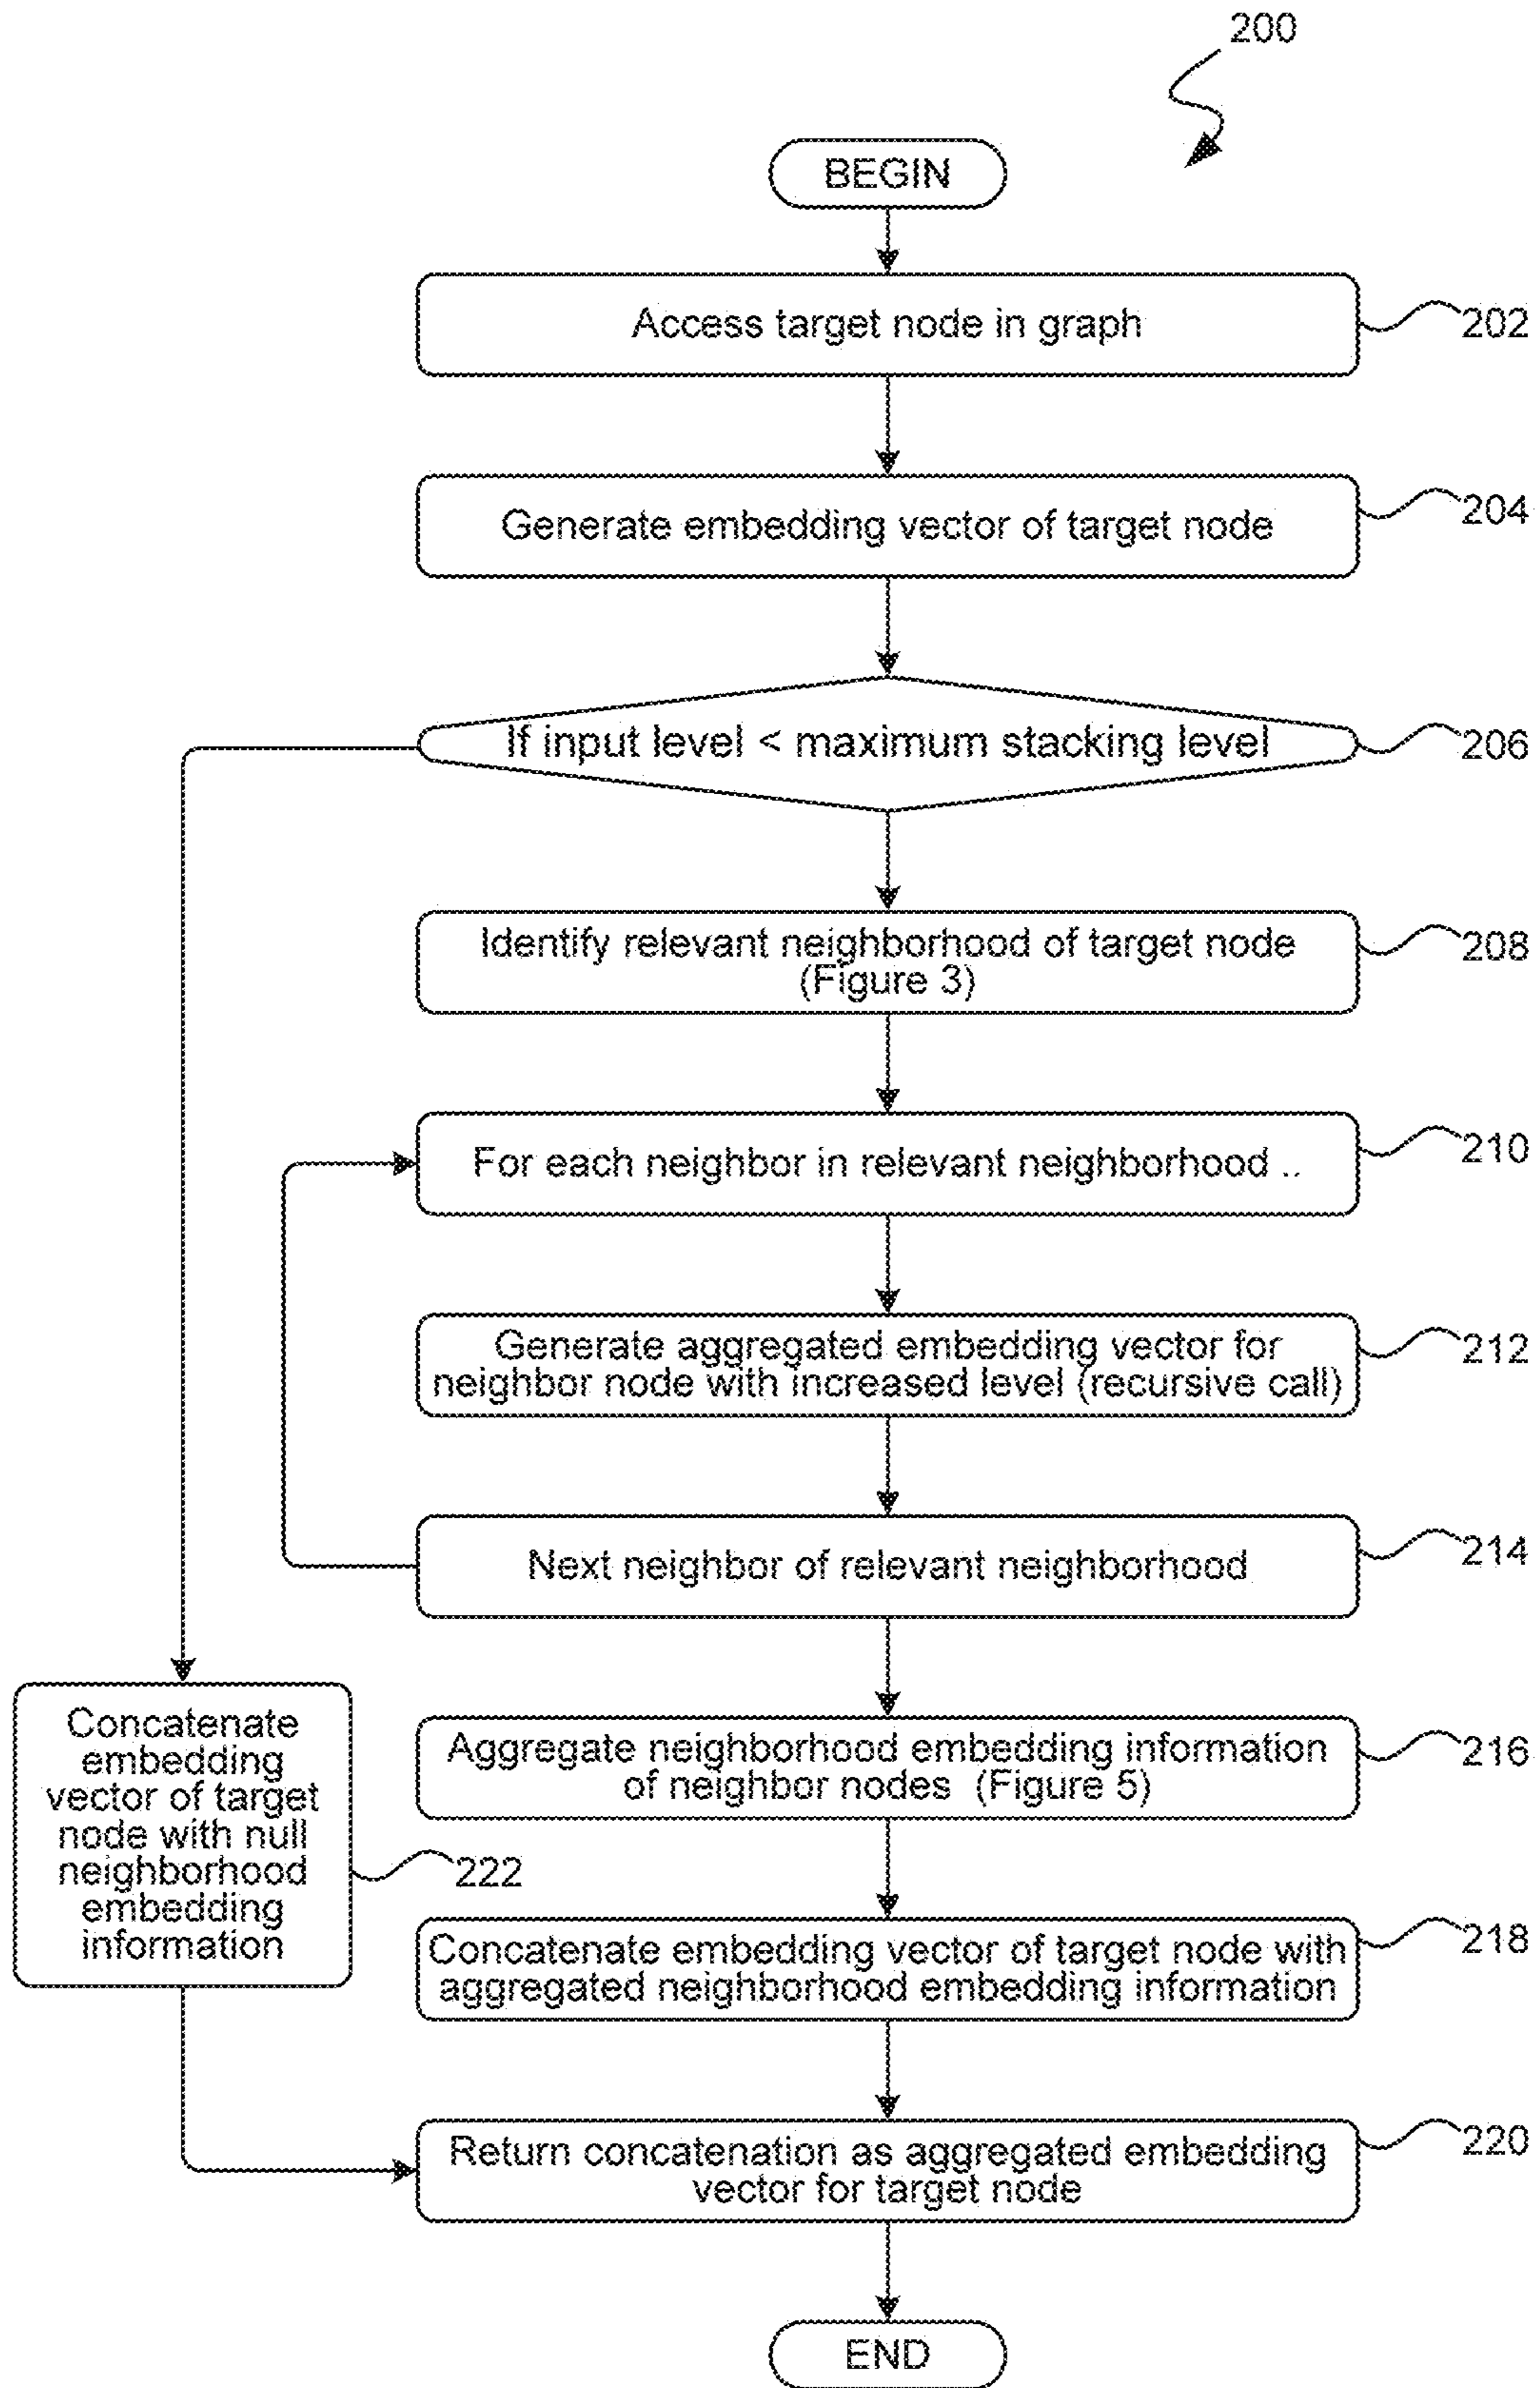 200
BEGIN
Access target node in graph
202
Generate embedding vector of target node
204
If input level < maximum stacking level
206
Identify relevant neighborhood of target node
(Figure 3)
208
For each neighbor in relevant neighborhood ..
210
Generate aggregated embedding vector for
neighbor node with increased level (recursive call)
212
Next neighbor of relevant neighborhood
214
Aggregate neighborhood embedding information
of neighbor nodes (Figure 5)
216
Concatenate
embedding
vector of target
node with null
neighborhood
embedding
information
222
Concatenate embedding vector of target node with
aggregated neighborhood embedding information
218
Return concatenation as aggregated embedding
vector for target node
220
END